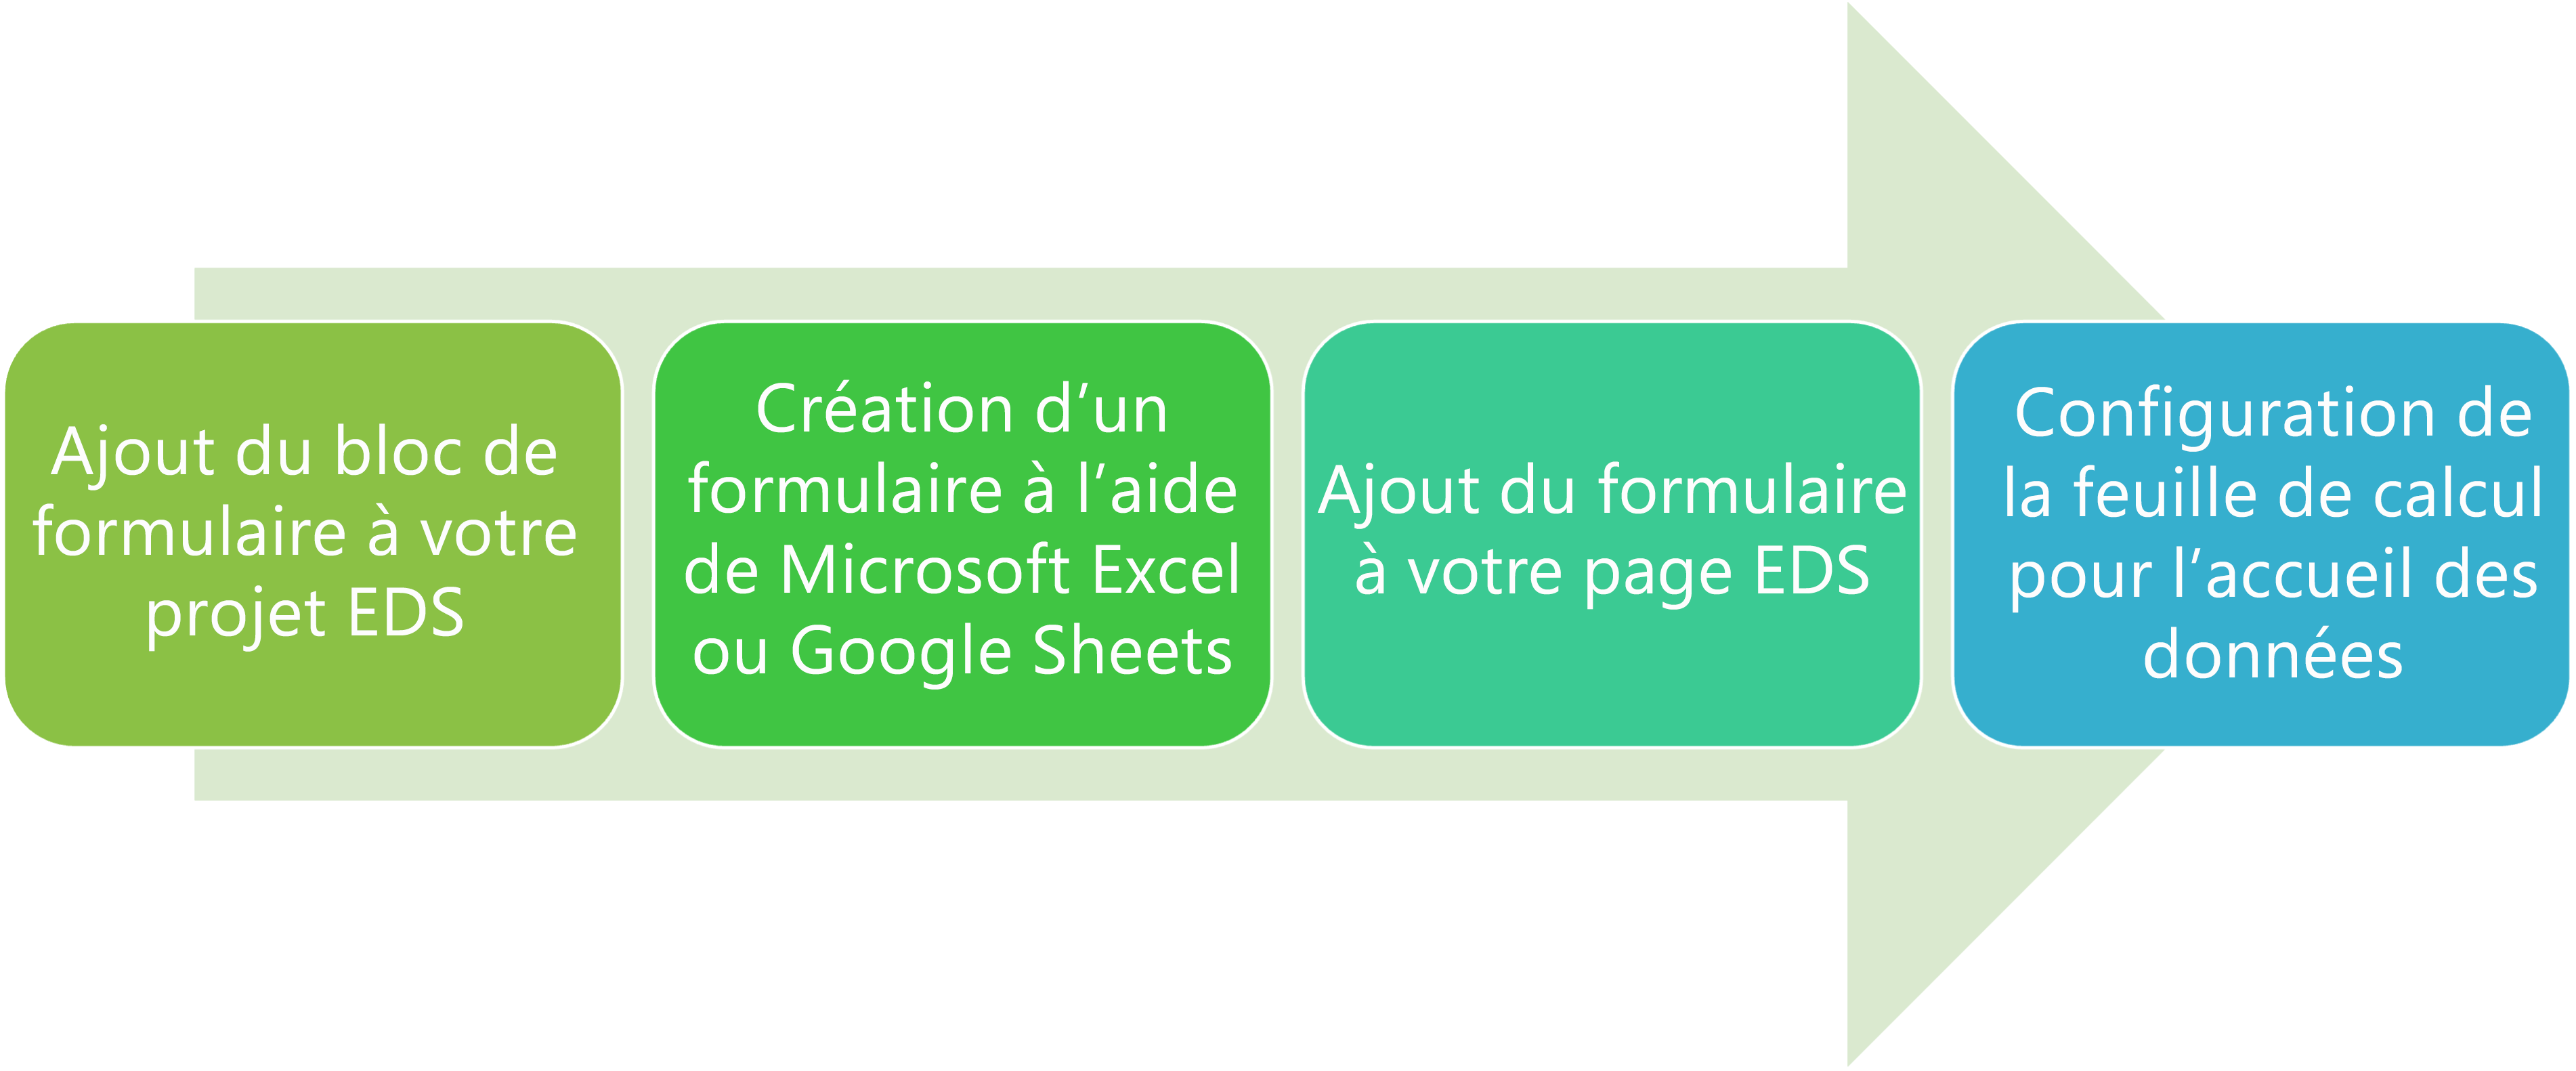 Ajout du bloc de
formulaire à votre
projet EDS
Création d’un
formulaire à l’aide
de Microsoft Excel
ou Google Sheets
Ajout du formulaire
à votre page EDS
Configuration de
la feuille de calcul
pour l’accueil des
données